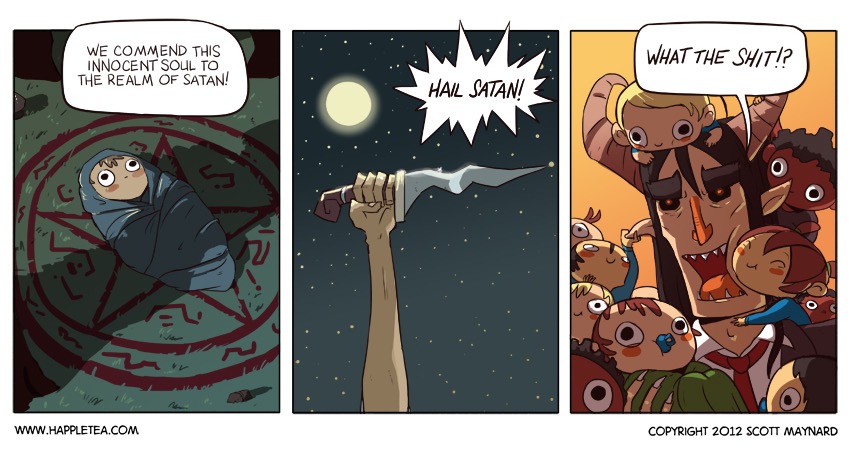 WE COMMEND THIS
INNOCENT SOUL TO
THE REALM OF SATAN!
HAIL SATAN!
WHAT THE SHIT!?
WWW.HAPPLETEA.COM
COPYRIGHT 2012 SCOTT MAYNARD